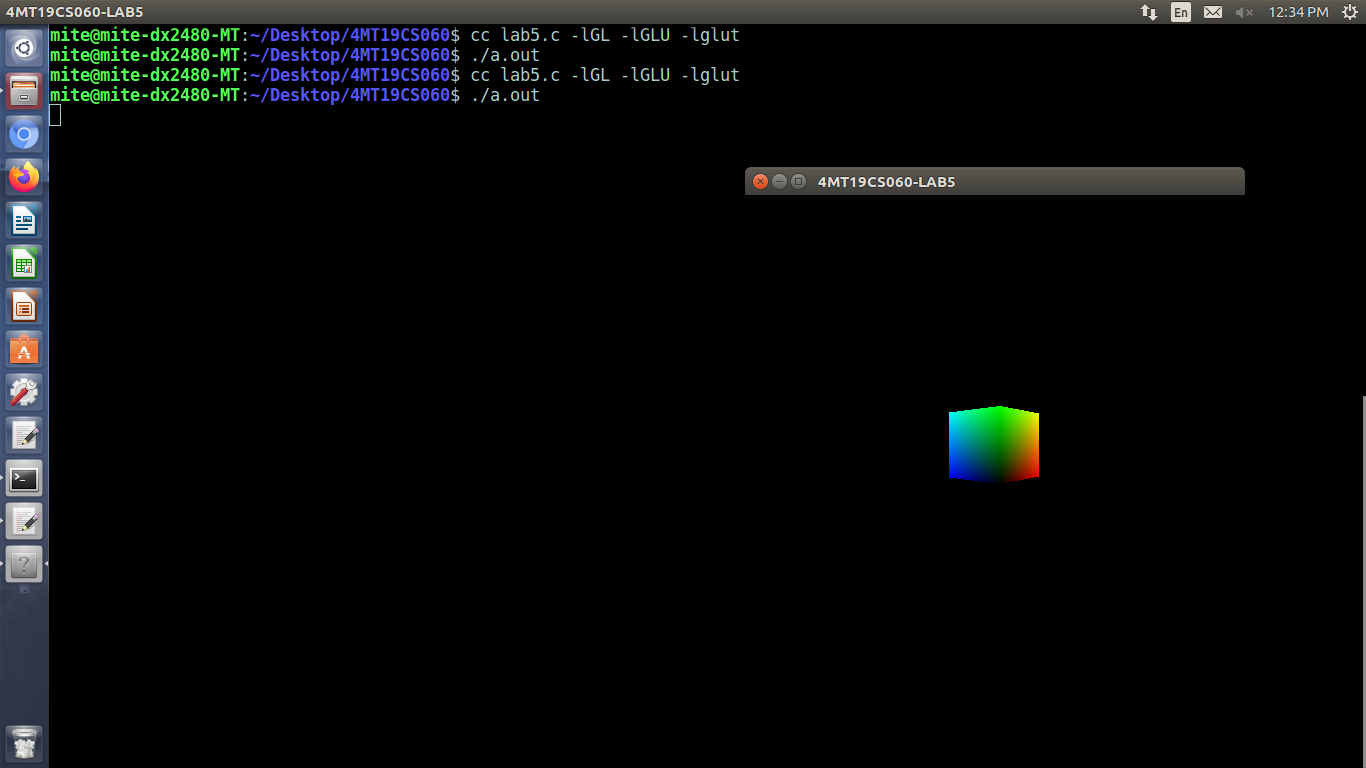 4MT19CS060-LAB5
En
12:34 PM
mite@mite-dx2480-MT:~/Desktop/4MT19CS060$ cc lab5.c -lGL -lGLU -lglut
mite@mite-dx2480-MT:~/Desktop/4MT19CS060$ ./a.out
mite@mite-dx2480-MT:~/Desktop/4MT19CS060$ cc lab5.c -lGL -lGLU -lglut
mite@mite-dx2480-MT:~/Desktop/4MT19CS060$ ./a.out
4MT19CS060-LAB5